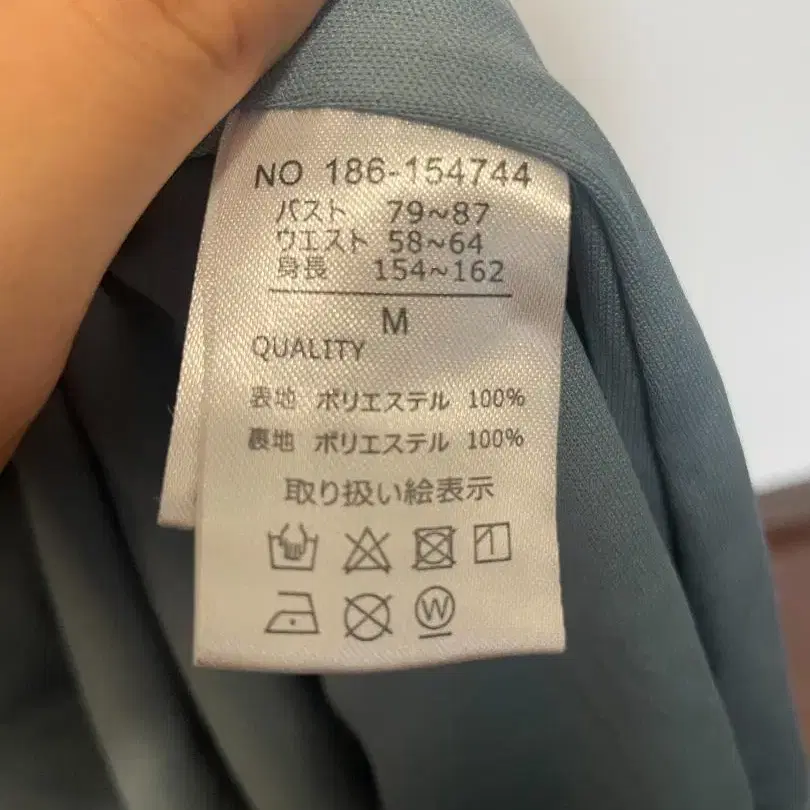 NO 186-154744
バスト 79~87
ウエスト 58~64
身長 154~162
M
QUALITY
表地 ポリエステル 100%
裏地 ポリエステル 100%
取り扱い絵表示
W